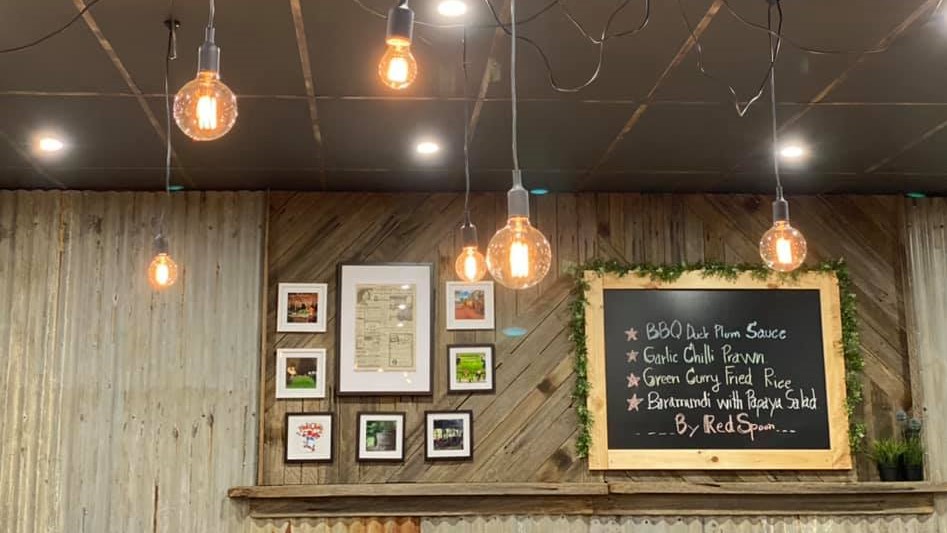 BBQ Duck Plum Sauce
Garlic Chilli Prawn
Green Curry Fried Rice
Baramundi with Papaya Salad
By Red Spoon